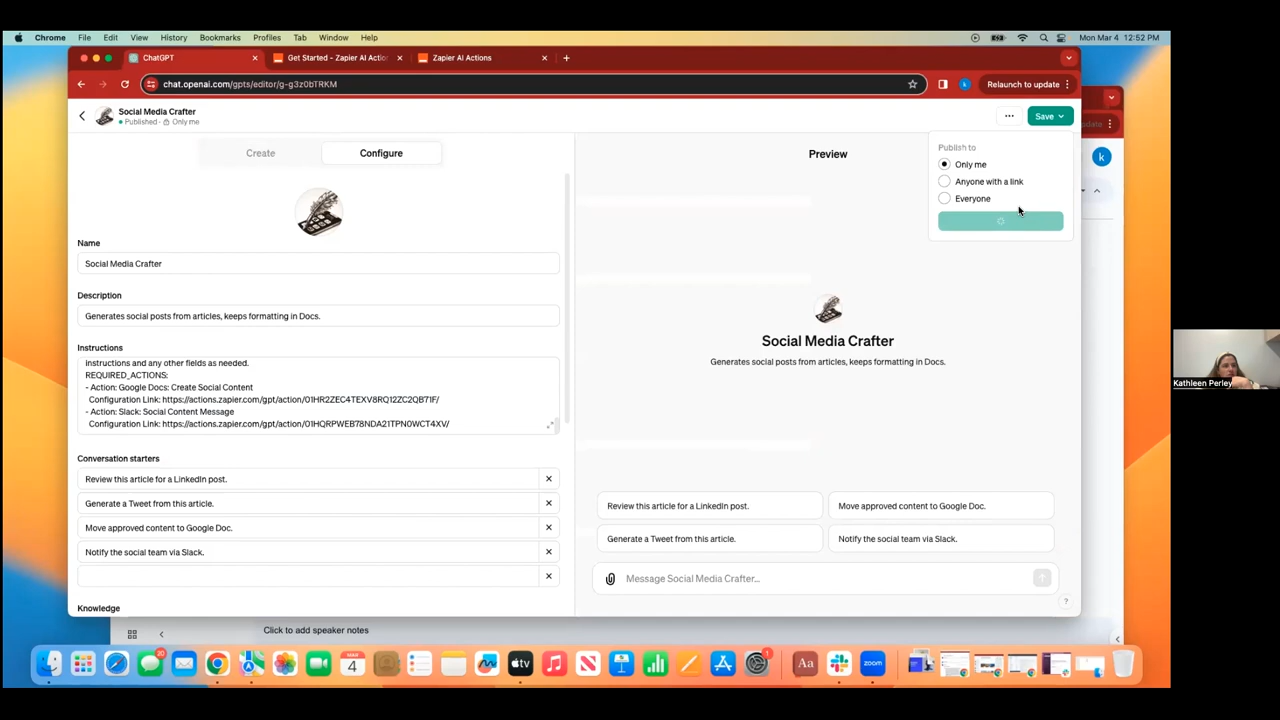 Chrome File Edit View History Bookmarks Profiles Tab Window Help
Mon Mar 4 12:52 PM
ChatGPT
Get Started - Zapier AI Action
Zapier AI Actions
chat.openai.com/gpts/editor/g-g3z0bTRKM
Relaunch to update
Social Media Crafter
Published · Only me
Save
Create
Configure
Preview
Publish to
Only me
Anyone with a link
Everyone
k
Name
Social Media Crafter
Description
Generates social posts from articles, keeps formatting in Docs.
Instructions
instructions and any other fields as needed.
REQUIRED_ACTIONS:
- Action: Google Docs: Create Social Content
Configuration Link: https://actions.zapier.com/gpt/action/01HR2ZEC4TEXV8RQ12ZC2QB71F/
- Action: Slack: Social Content Message
Configuration Link: https://actions.zapier.com/gpt/action/01HQRPWEB78NDA21TPN0WCT4XV/
Conversation starters
Review this article for a LinkedIn post.
Generate a Tweet from this article.
Move approved content to Google Doc.
Notify the social team via Slack.
Knowledge
Social Media Crafter
Generates social posts from articles, keeps formatting in Docs.
Review this article for a LinkedIn post.
Move approved content to Google Doc.
Generate a Tweet from this article.
Notify the social team via Slack.
Message Social Media Crafter...
?
Kathleen Perley
Click to add speaker notes
20
MAR
4
tv
1
Aa
zoom